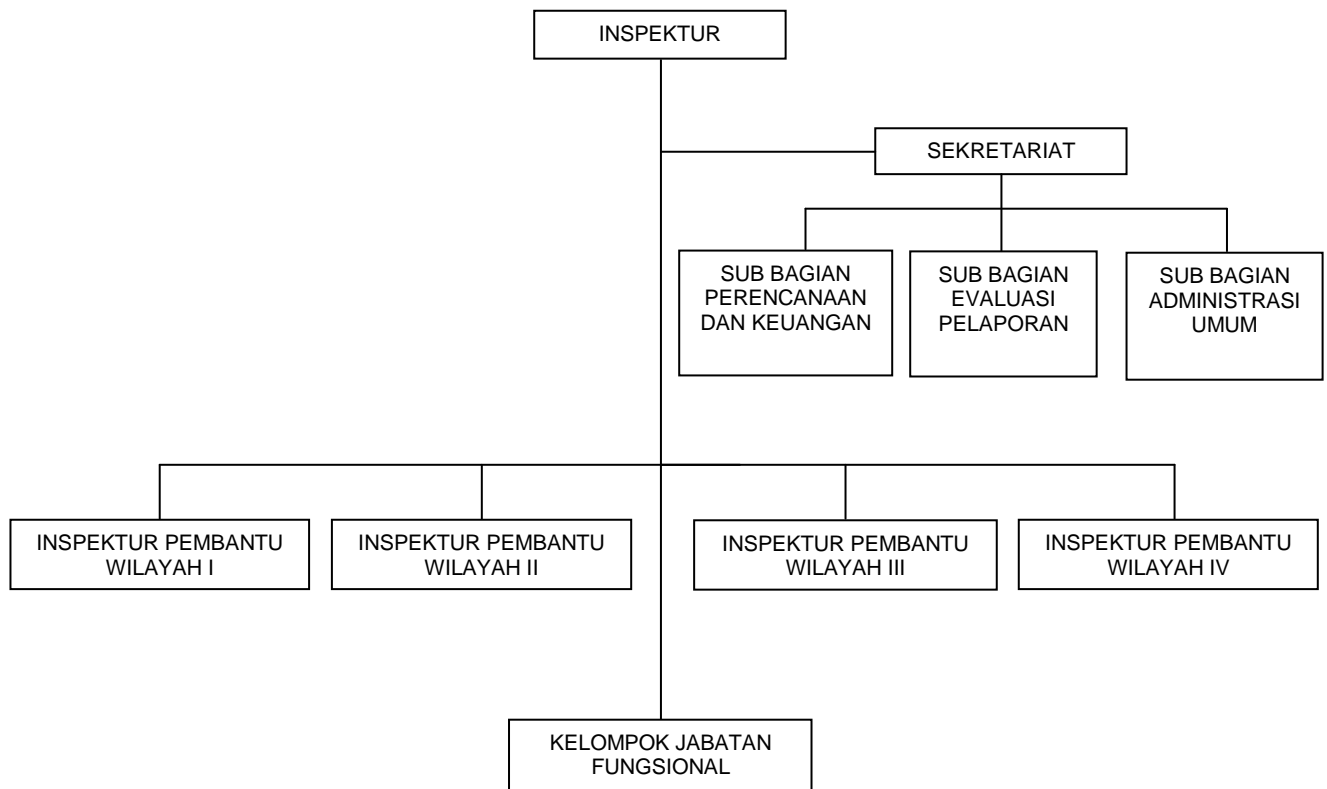 INSPEKTUR
SEKRETARIAT
SUB BAGIAN
PERENCANAAN
DAN KEUANGAN
SUB BAGIAN
EVALUASI
PELAPORAN
SUB BAGIAN
ADMINISTRASI
UMUM
INSPEKTUR PEMBANTU
WILAYAH I
INSPEKTUR PEMBANTU
WILAYAH II
INSPEKTUR PEMBANTU
WILAYAH III
INSPEKTUR PEMBANTU
WILAYAH IV
KELOMPOK JABATAN
FUNGSIONAL